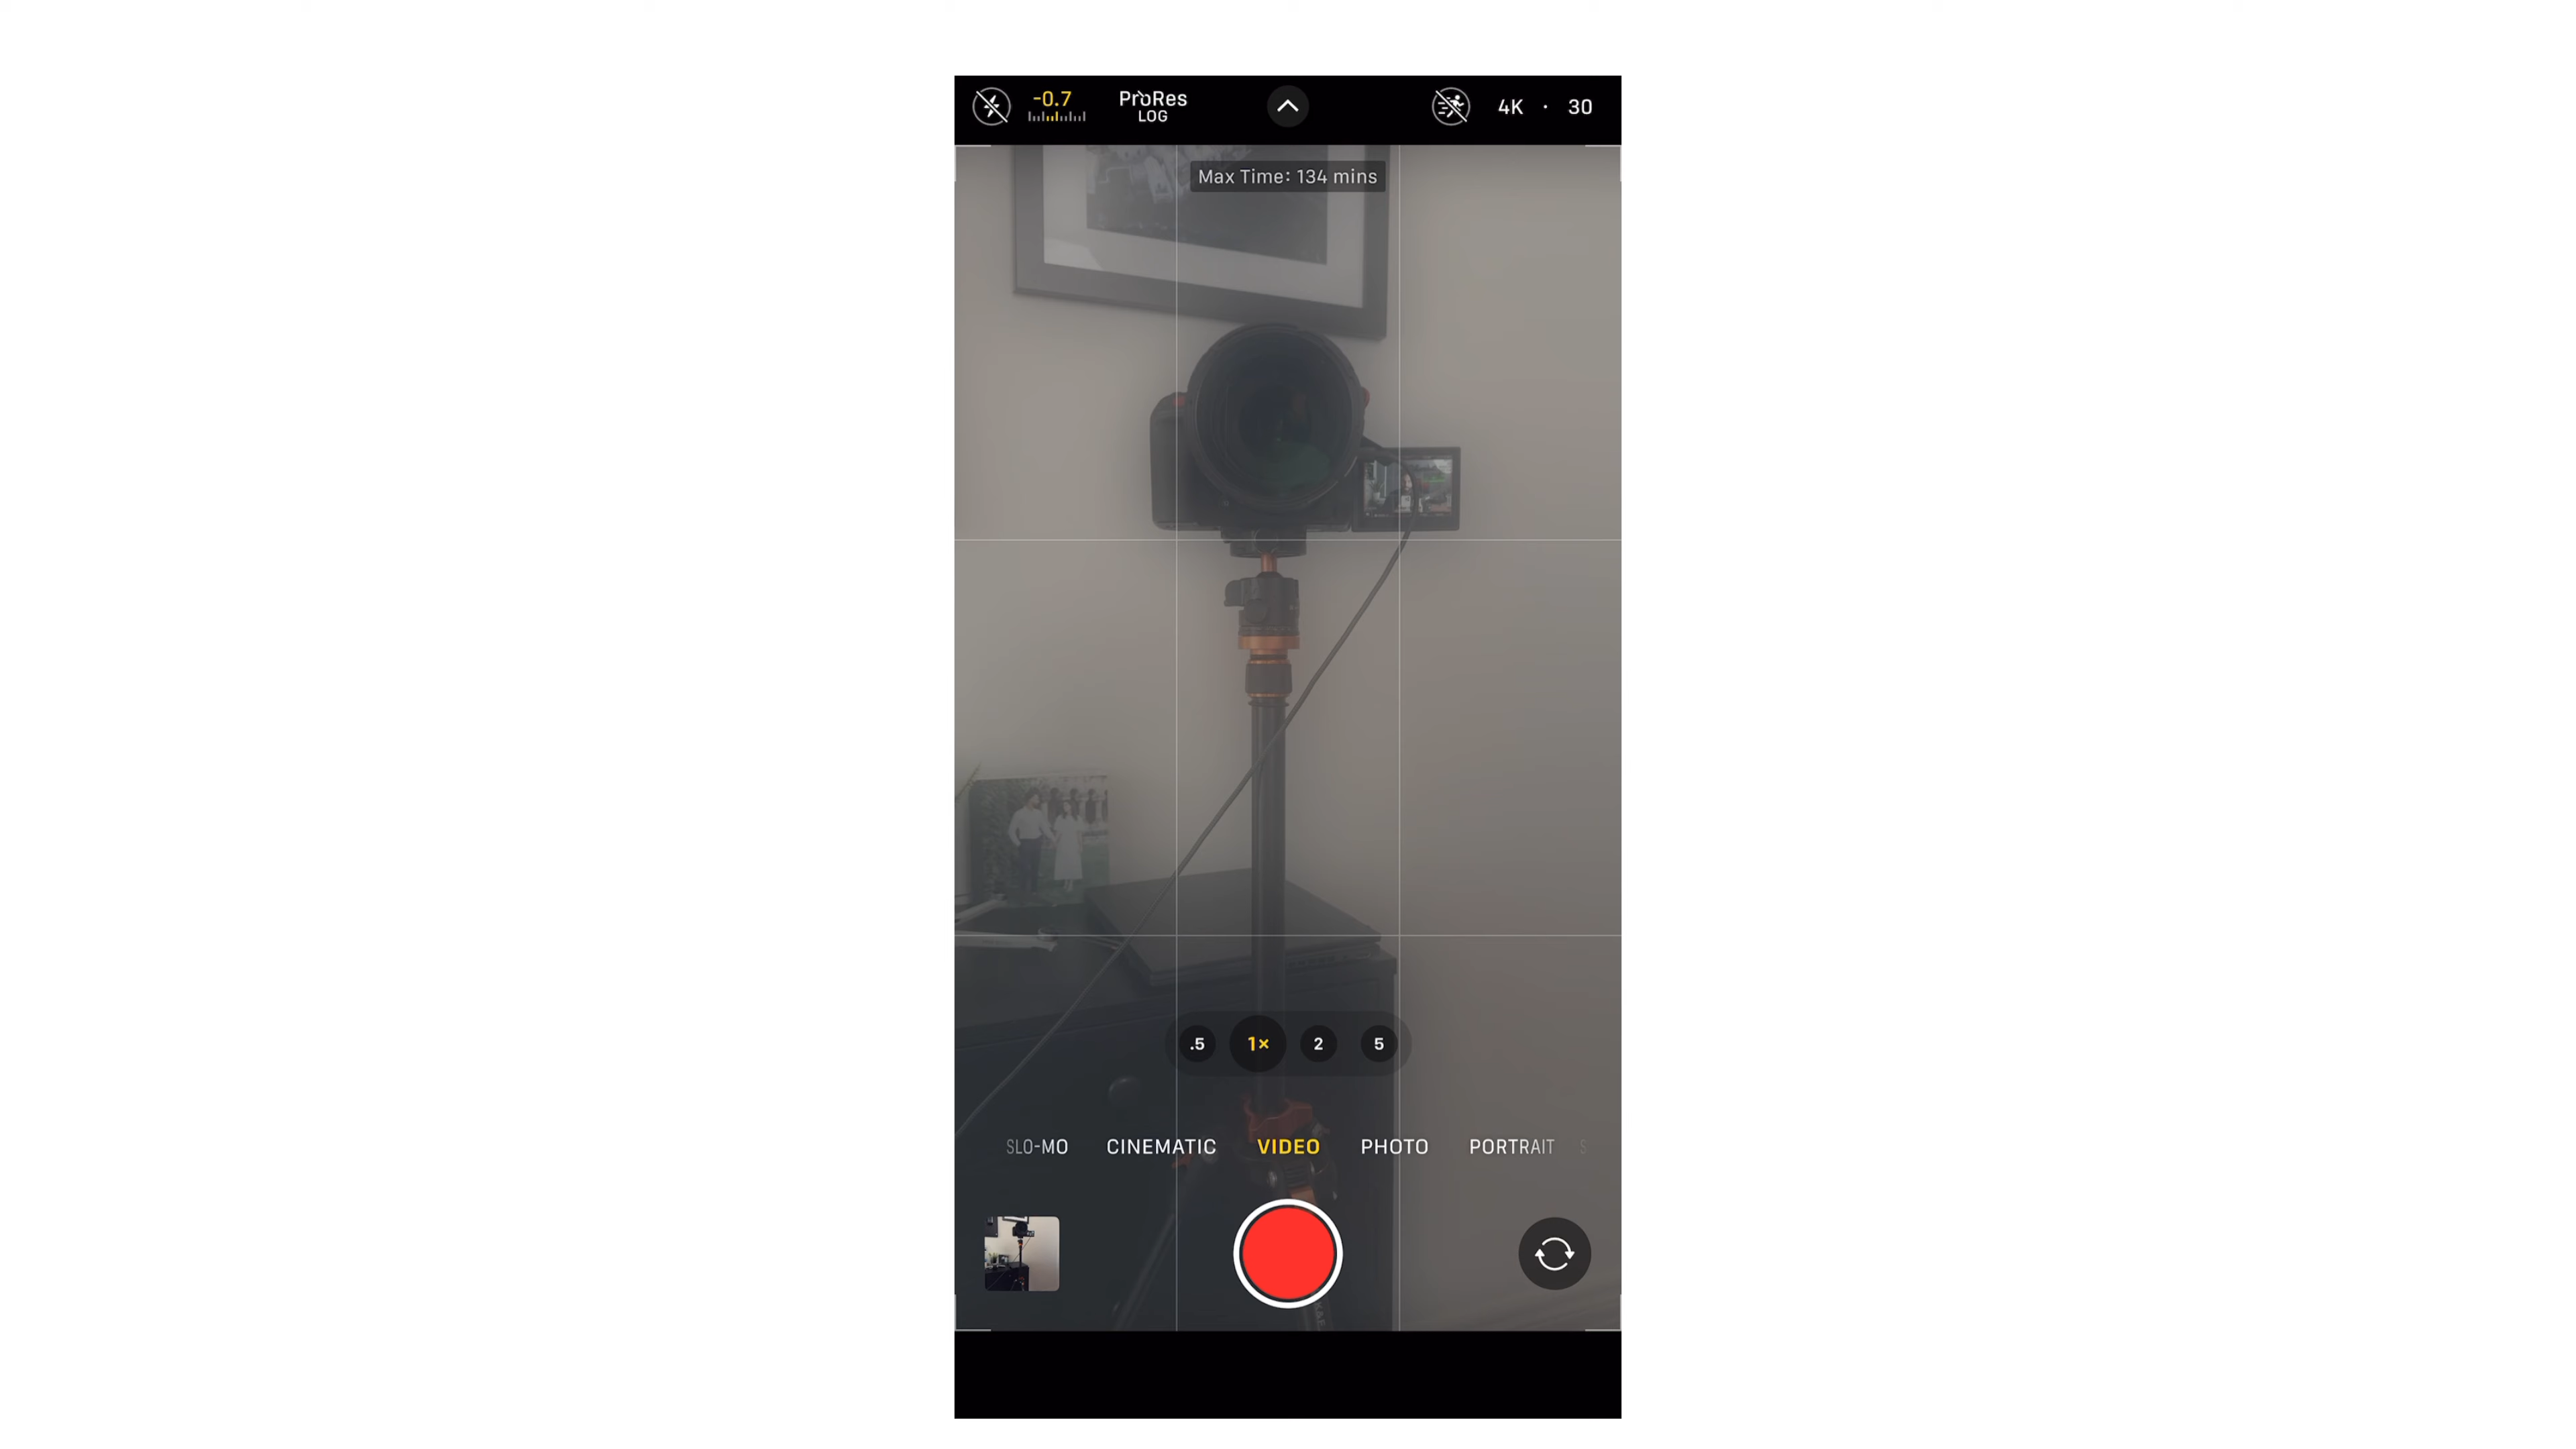 -0.7
ProRes
LOG
4K · 30
Max Time: 134 mins
.5 1× 2 5
SLO-MO CINEMATIC VIDEO PHOTO PORTRAIT S